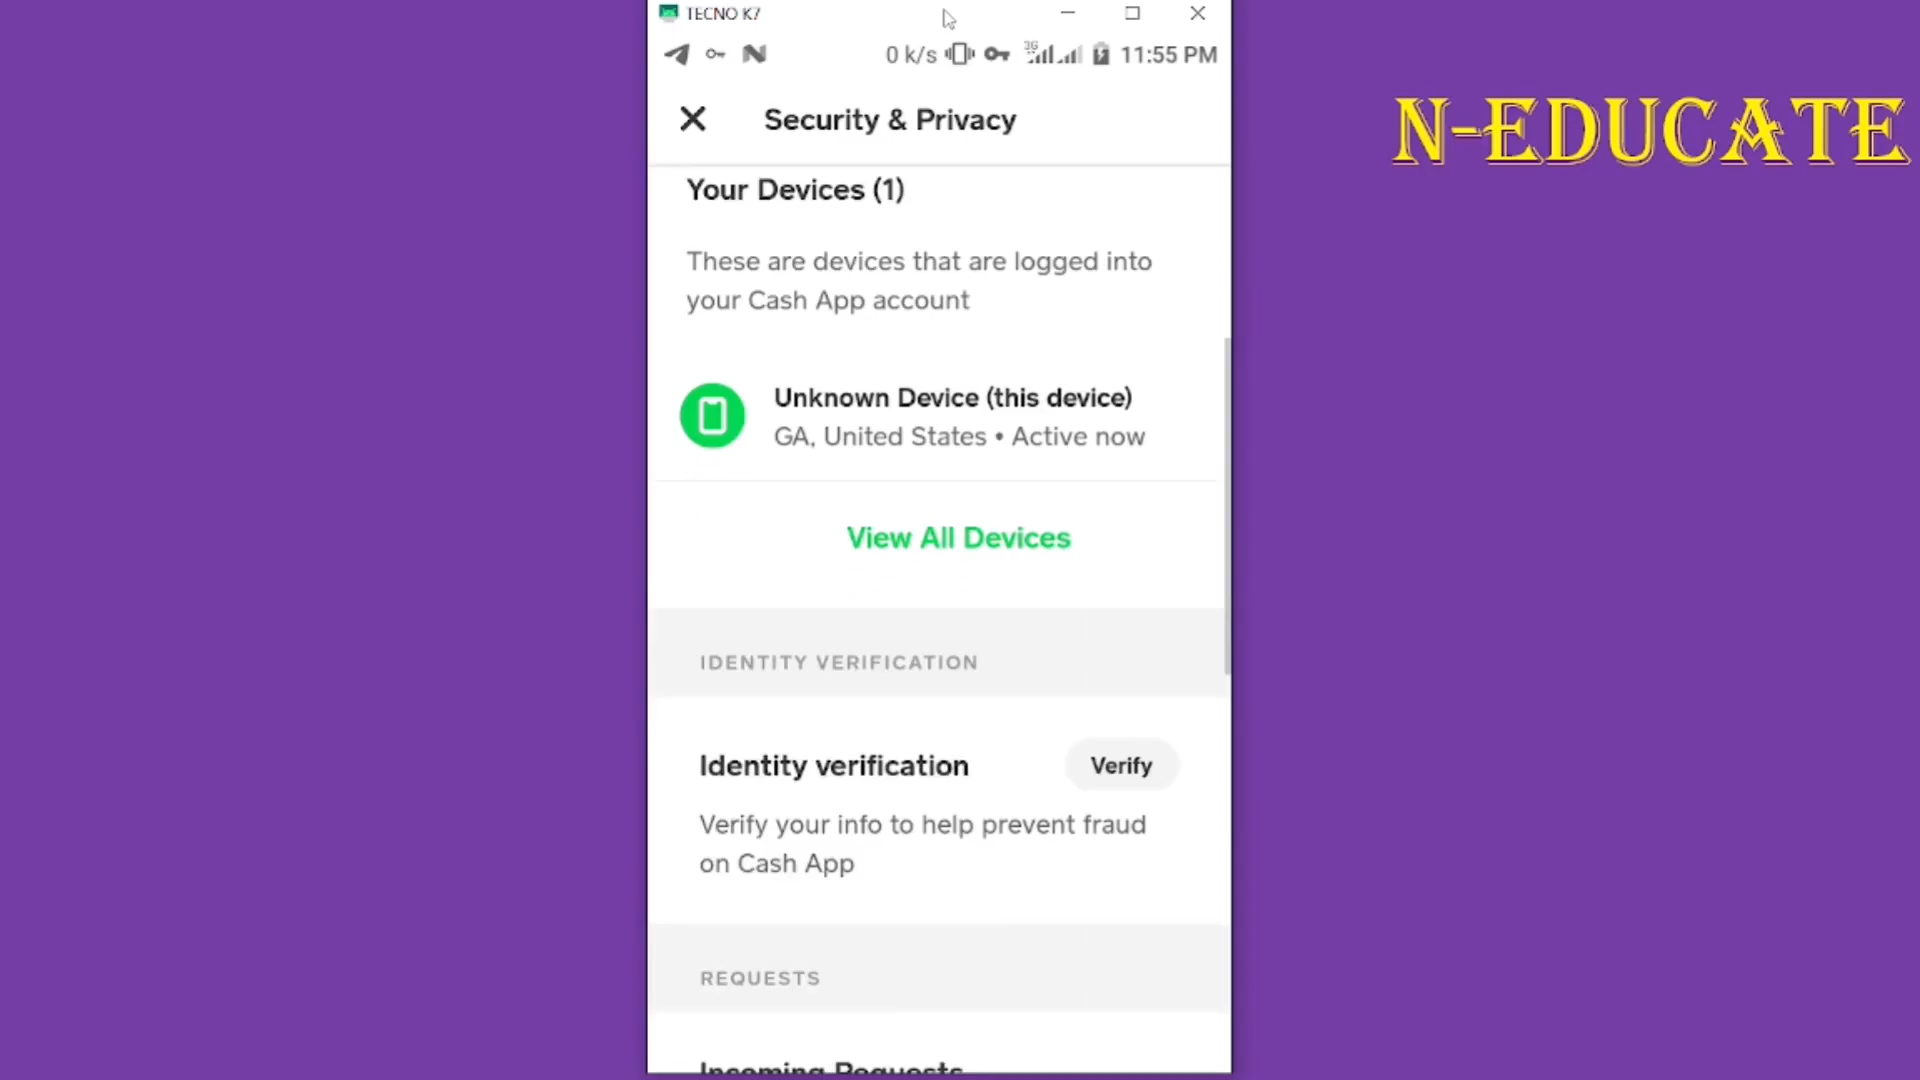 TECNO K7
0 k/s 3G 11:55 PM
Security & Privacy
N-EDUCATE
Your Devices (1)
These are devices that are logged into
your Cash App account
Unknown Device (this device)
GA, United States • Active now
View All Devices
IDENTITY VERIFICATION
Identity verification
Verify
Verify your info to help prevent fraud
on Cash App
REQUESTS
Incoming Requests